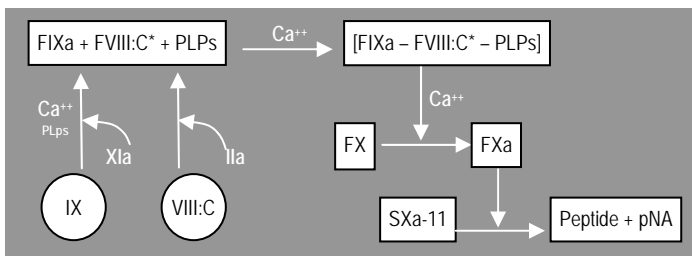 FIXa + FVIII:C* + PLPs
Ca⁺⁺
[FIXa – FVIII:C* – PLPs]
Ca⁺⁺
PLps
XIa
IIa
Ca⁺⁺
FX
FXa
IX
VIII:C
SXa-11
Peptide + pNA